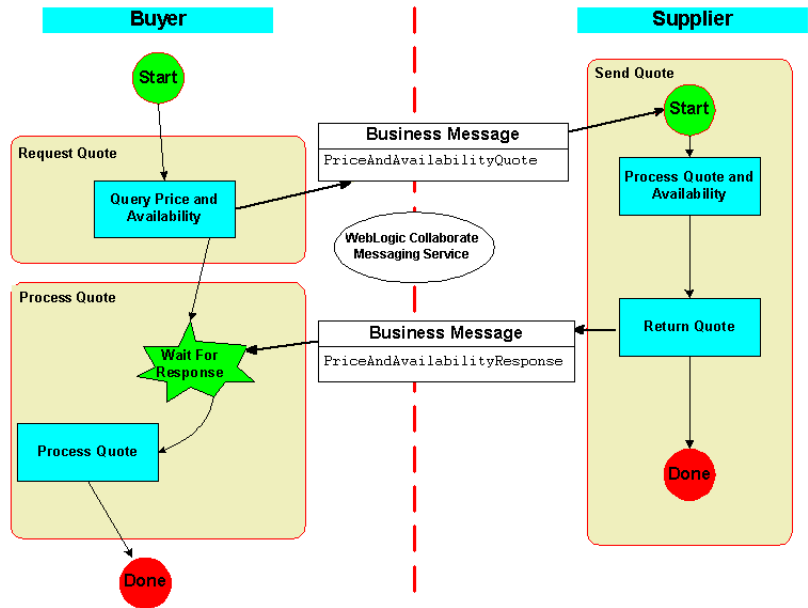 Buyer
Supplier
Start
Request Quote
Query Price and
Availability
Business Message
PriceAndAvailabilityQuote
Send Quote
Start
Process Quote and
Availability
WebLogic Collaborate
Messaging Service
Process Quote
Wait For
Response
Business Message
PriceAndAvailabilityResponse
Return Quote
Process Quote
Done
Done